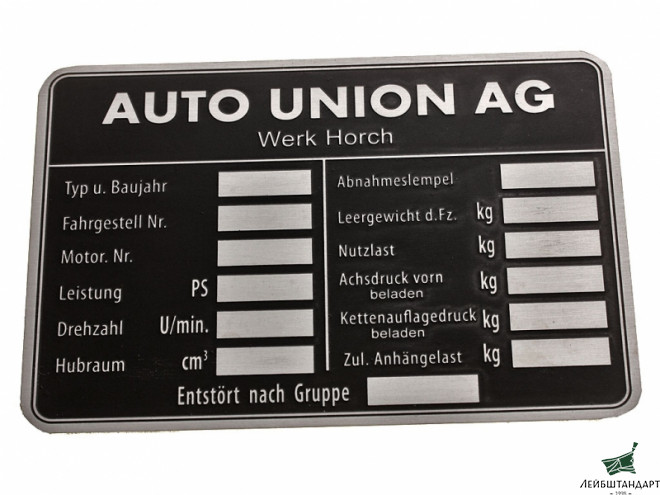 AUTO UNION AG
Werk Horch
Typ u. Baujahr
Fahrgestell Nr.
Motor. Nr.
Leistung PS
Drehzahl U/min.
Hubraum cm³
Abnahmeslempel
Leergewicht d.Fz. kg
Nutzlast kg
Achsdruck vorn kg
beladen
Kettenauflagedruck kg
beladen
Zul. Anhängelast kg
Entstört nach Gruppe
ЛЕЙБШТАНДАРТ